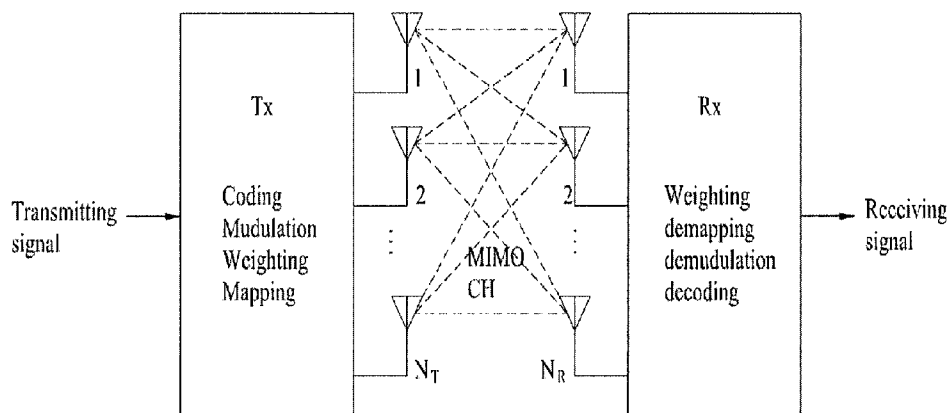 Transmitting
signal
Tx
Coding
Mudulation
Weighting
Mapping
1
2
⋮
N_T
MIMO
CH
1
2
⋮
N_R
Rx
Weighting
demapping
demudulation
decoding
Receiving
signal